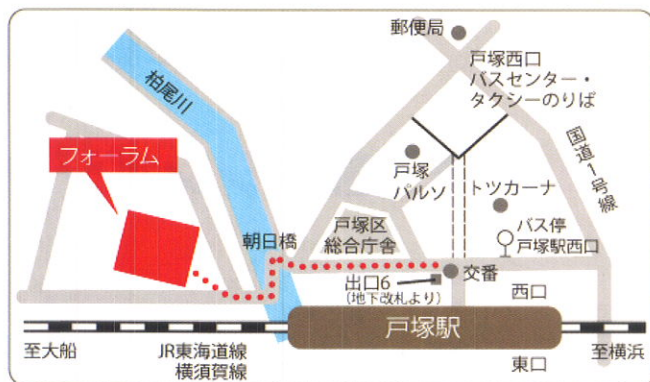 郵便局
戸塚西口
バスセンター・
タクシーのりば
柏尾川
国道1号線
フォーラム
戸塚
パルソ
トツカーナ
戸塚区
総合庁舎
バス停
戸塚駅西口
朝日橋
交番
出口6
(地下改札より)
西口
戸塚駅
至大船
JR東海道線
横須賀線
東口
至横浜